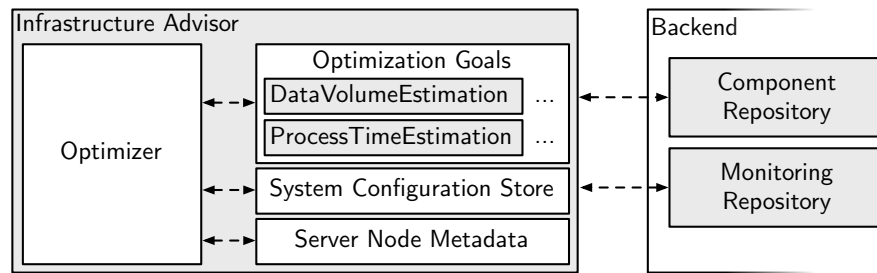 Infrastructure Advisor
Optimizer
Optimization Goals
DataVolumeEstimation ...
ProcessTimeEstimation ...
System Configuration Store
Server Node Metadata
Backend
Component
Repository
Monitoring
Repository